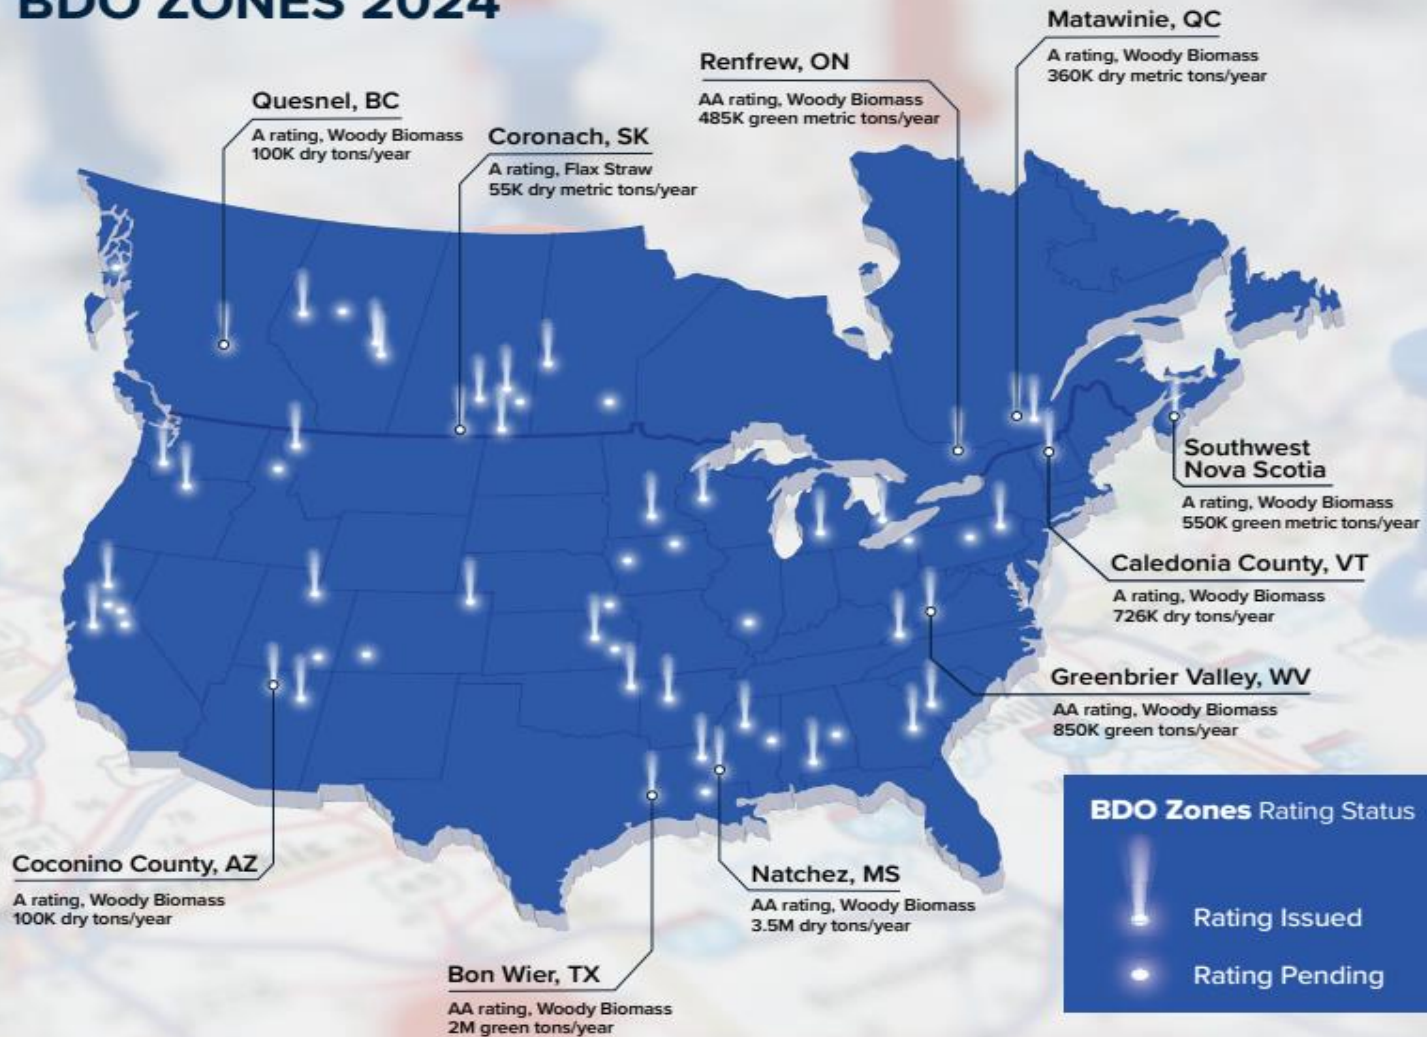 BDO ZONES 2024
Matawinie, QC
A rating, Woody Biomass
360K dry metric tons/year
Renfrew, ON
AA rating, Woody Biomass
485K green metric tons/year
Quesnel, BC
A rating, Woody Biomass
100K dry tons/year
Coronach, SK
A rating, Flax Straw
55K dry metric tons/year
Southwest
Nova Scotia
A rating, Woody Biomass
550K green metric tons/year
Caledonia County, VT
A rating, Woody Biomass
726K dry tons/year
Greenbrier Valley, WV
AA rating, Woody Biomass
850K green tons/year
Coconino County, AZ
A rating, Woody Biomass
100K dry tons/year
Natchez, MS
AA rating, Woody Biomass
3.5M dry tons/year
Bon Wier, TX
AA rating, Woody Biomass
2M green tons/year
BDO Zones Rating Status
Rating Issued
Rating Pending